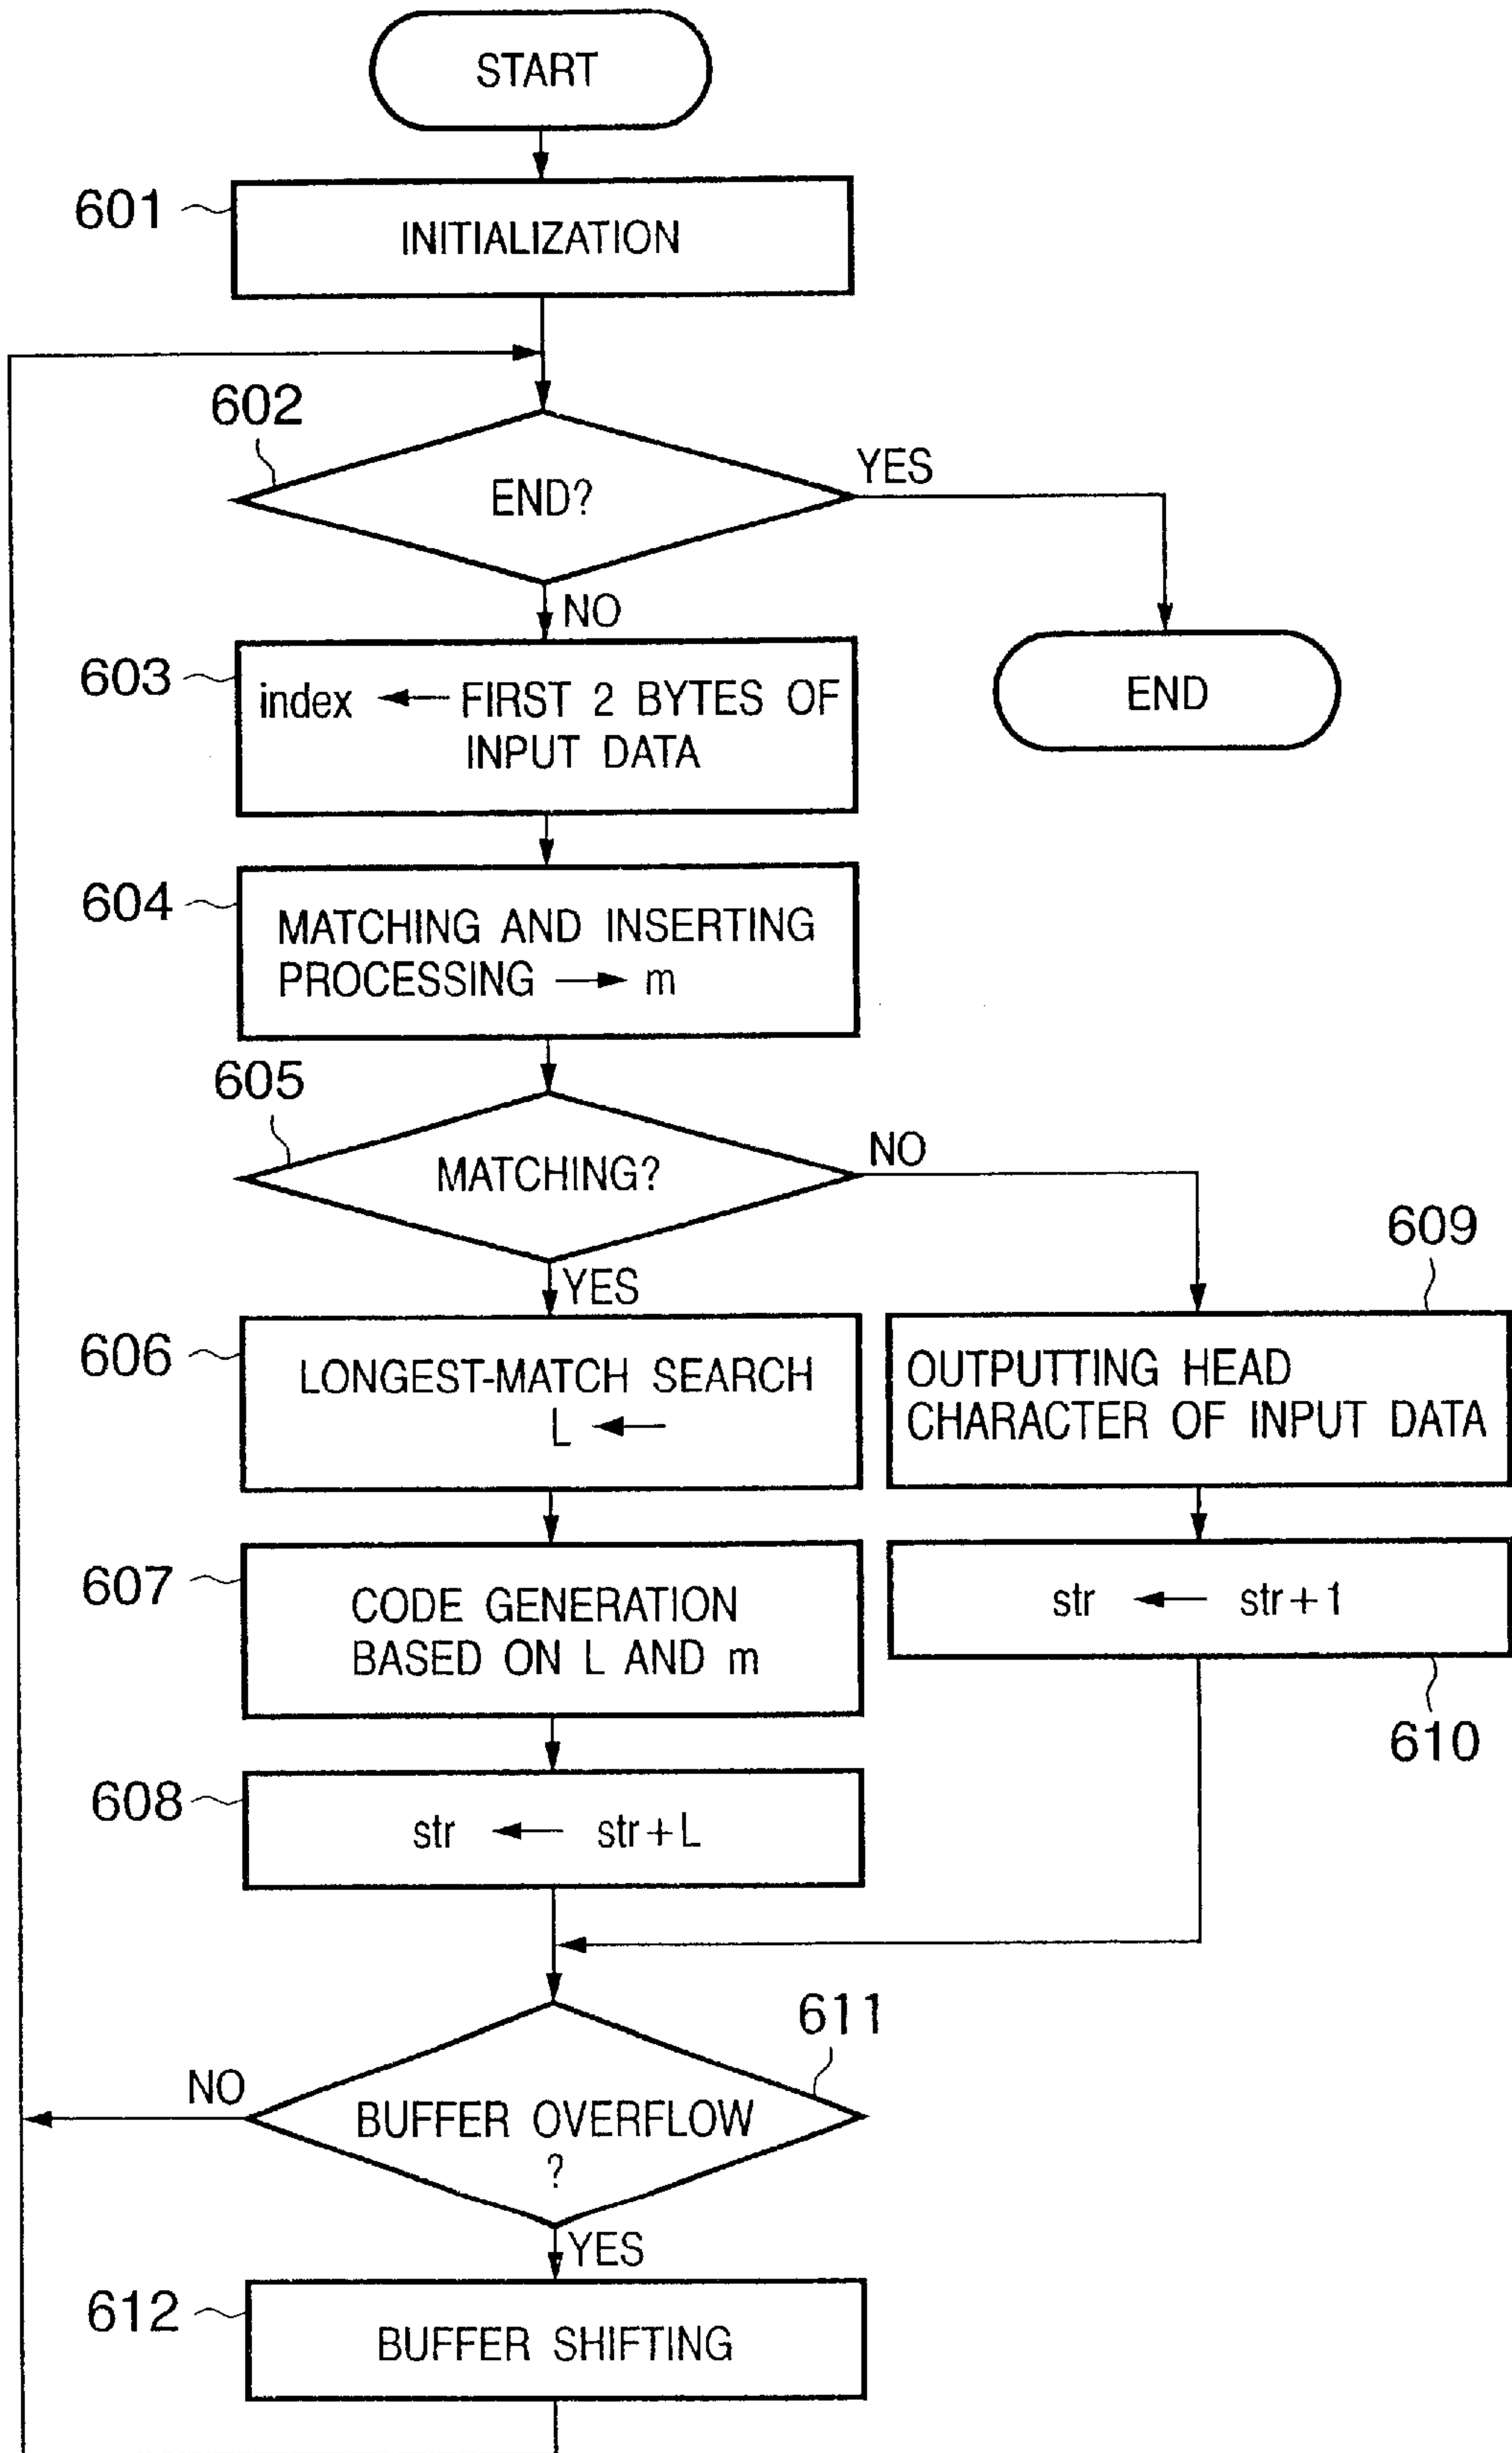 START
601
INITIALIZATION
602
END?
YES
NO
603
index ← FIRST 2 BYTES OF
INPUT DATA
END
604
MATCHING AND INSERTING
PROCESSING → m
605
MATCHING?
NO
YES
609
606
LONGEST-MATCH SEARCH
L ←
OUTPUTTING HEAD
CHARACTER OF INPUT DATA
607
CODE GENERATION
BASED ON L AND m
str ← str+1
610
608
str ← str+L
611
NO
BUFFER OVERFLOW
?
YES
612
BUFFER SHIFTING